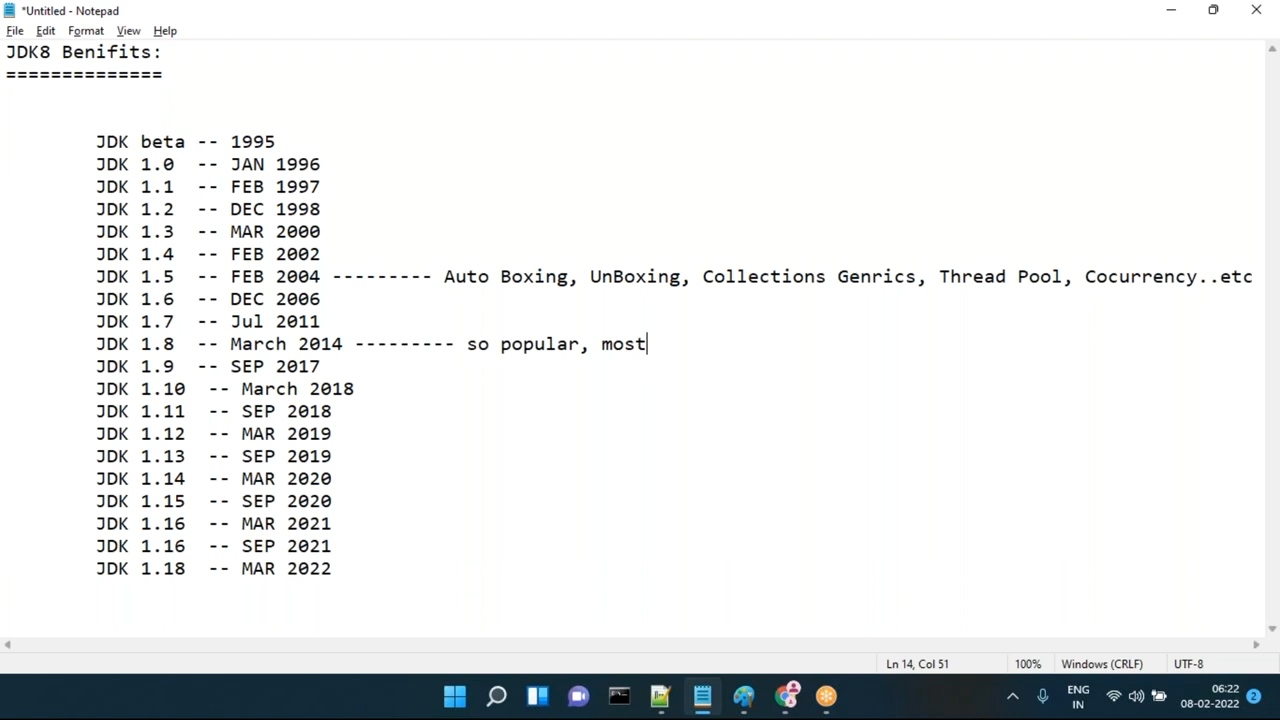 *Untitled - Notepad
File Edit Format View Help
JDK8 Benifits:
==============
JDK beta -- 1995
JDK 1.0 -- JAN 1996
JDK 1.1 -- FEB 1997
JDK 1.2 -- DEC 1998
JDK 1.3 -- MAR 2000
JDK 1.4 -- FEB 2002
JDK 1.5 -- FEB 2004 --------- Auto Boxing, UnBoxing, Collections Genrics, Thread Pool, Cocurrency..etc
JDK 1.6 -- DEC 2006
JDK 1.7 -- Jul 2011
JDK 1.8 -- March 2014 --------- so popular, most
JDK 1.9 -- SEP 2017
JDK 1.10 -- March 2018
JDK 1.11 -- SEP 2018
JDK 1.12 -- MAR 2019
JDK 1.13 -- SEP 2019
JDK 1.14 -- MAR 2020
JDK 1.15 -- SEP 2020
JDK 1.16 -- MAR 2021
JDK 1.16 -- SEP 2021
JDK 1.18 -- MAR 2022
Ln 14, Col 51 100% Windows (CRLF) UTF-8
ENG 06:22
IN 08-02-2022 2